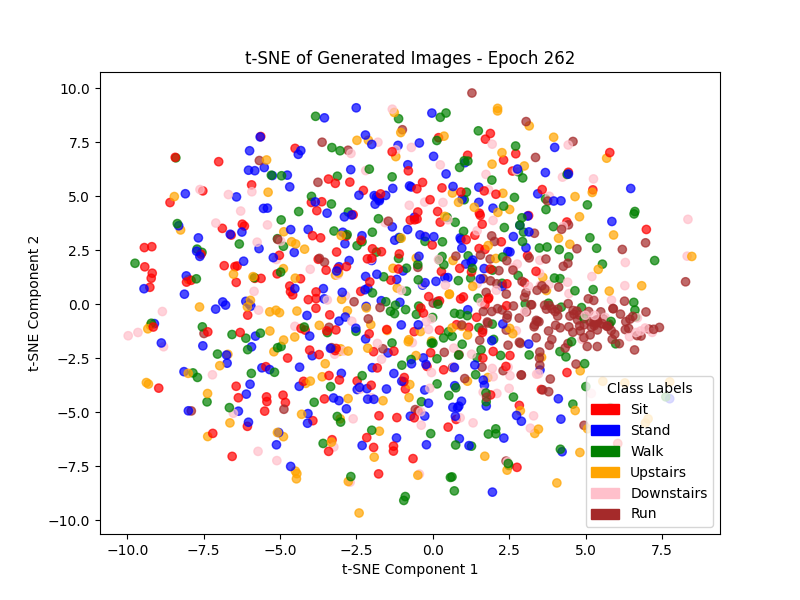 t-SNE of Generated Images - Epoch 262
10.0
7.5
5.0
2.5
0.0
−2.5
−5.0
−7.5
−10.0
t-SNE Component 2
Class Labels
Sit
Stand
Walk
Upstairs
Downstairs
Run
−10.0 −7.5 −5.0 −2.5 0.0 2.5 5.0 7.5
t-SNE Component 1